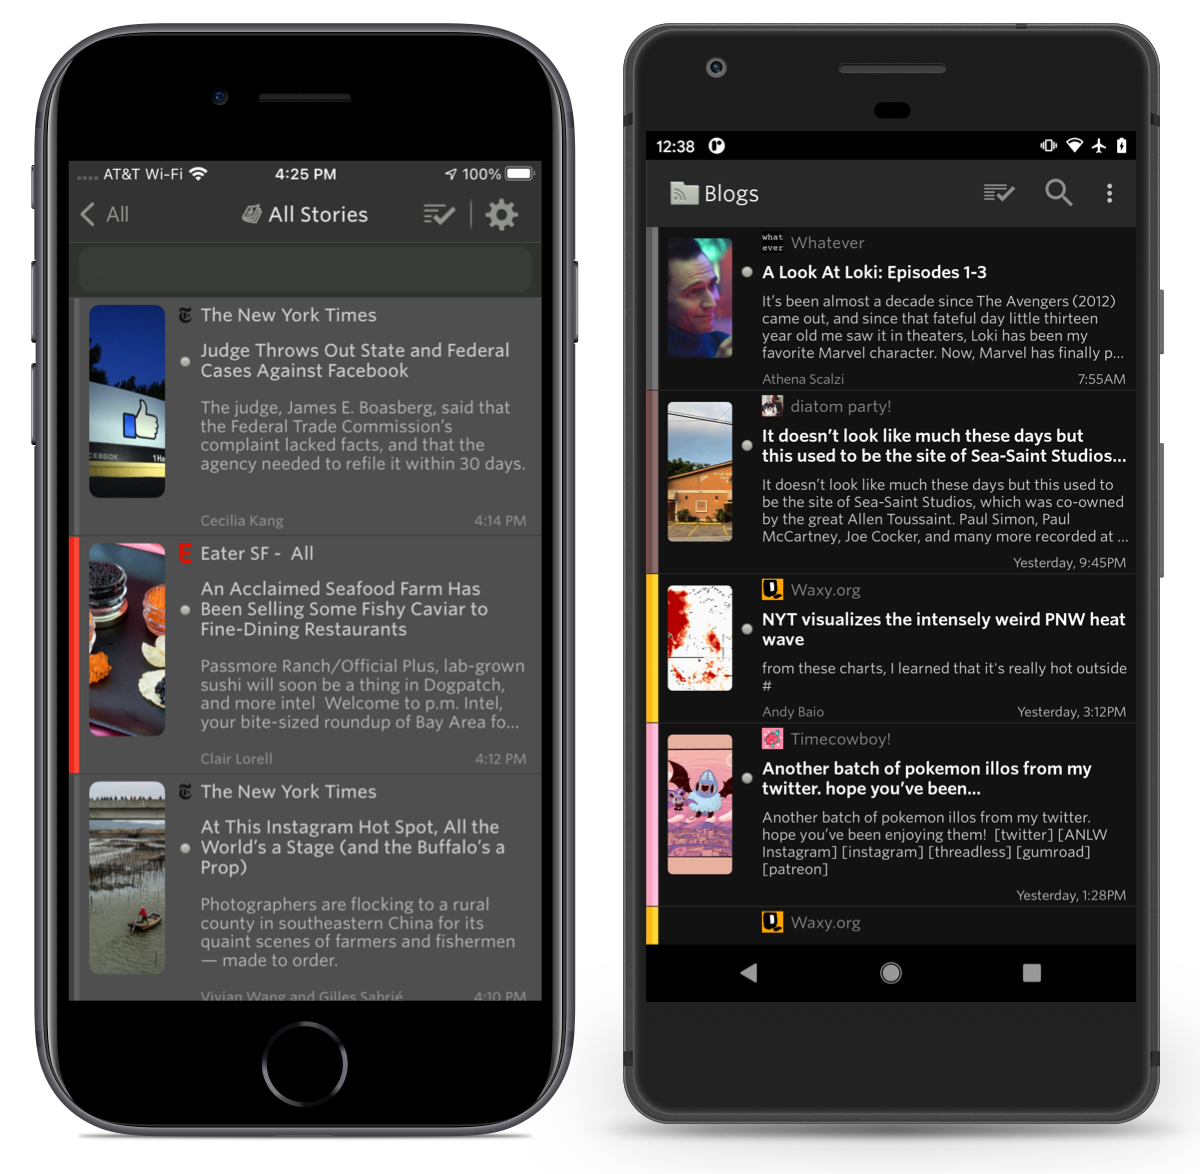 AT&T Wi-Fi
4:25 PM
100%
All
All Stories
The New York Times
Judge Throws Out State and Federal
Cases Against Facebook
The judge, James E. Boasberg, said that
the Federal Trade Commission's
complaint lacked facts, and that the
agency needed to refile it within 30 days.
Cecilia Kang
4:14 PM
CEBOOK
1Ha
E
Eater SF - All
An Acclaimed Seafood Farm Has
Been Selling Some Fishy Caviar to
Fine-Dining Restaurants
Passmore Ranch/Official Plus, lab-grown
sushi will soon be a thing in Dogpatch,
and more intel Welcome to p.m. Intel,
your bite-sized roundup of Bay Area fo...
Clair Lorell
4:12 PM
The New York Times
At This Instagram Hot Spot, All the
World's a Stage (and the Buffalo's a
Prop)
Photographers are flocking to a rural
county in southeastern China for its
quaint scenes of farmers and fishermen
— made to order.
Vivian Wang and Gilles Sabrié
4:10 PM
12:38
Blogs
what
ever
Whatever
A Look At Loki: Episodes 1-3
It's been almost a decade since The Avengers (2012)
came out, and since that fateful day little thirteen
year old me saw it in theaters, Loki has been my
favorite Marvel character. Now, Marvel has finally p...
Athena Scalzi
7:55AM
diatom party!
It doesn't look like much these days but
this used to be the site of Sea-Saint Studios...
It doesn't look like much these days but this used to
be the site of Sea-Saint Studios, which was co-owned
by the great Allen Toussaint. Paul Simon, Paul
McCartney, Joe Cocker, and many more recorded at ...
Yesterday, 9:45PM
Waxy.org
NYT visualizes the intensely weird PNW heat
wave
from these charts, I learned that it's really hot outside
#
Andy Baio
Yesterday, 3:12PM
Timecowboy!
Another batch of pokemon illos from my
twitter. hope you've been...
Another batch of pokemon illos from my twitter.
hope you've been enjoying them! [twitter] [ANLW
Instagram] [instagram] [threadless] [gumroad]
[patreon]
Yesterday, 1:28PM
Waxy.org